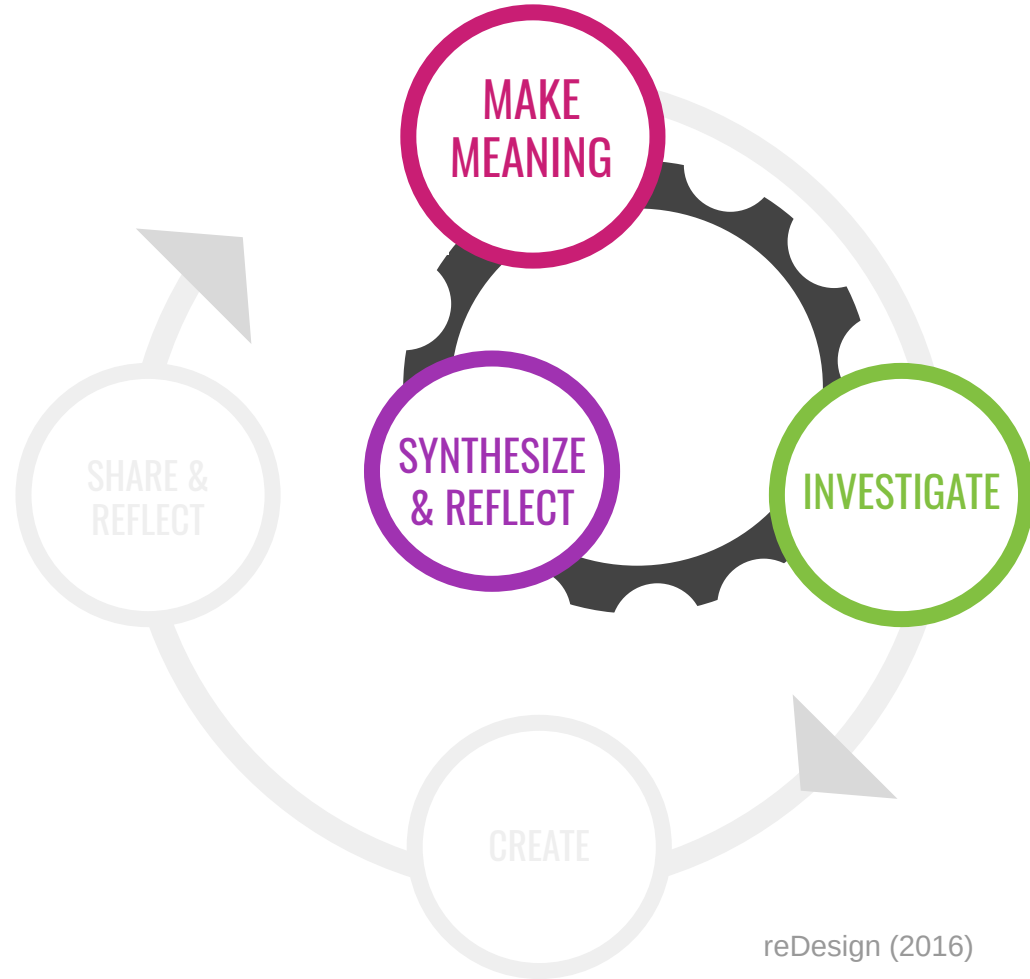 MAKE
MEANING
SYNTHESIZE
& REFLECT
INVESTIGATE
SHARE &
REFLECT
CREATE
reDesign (2016)